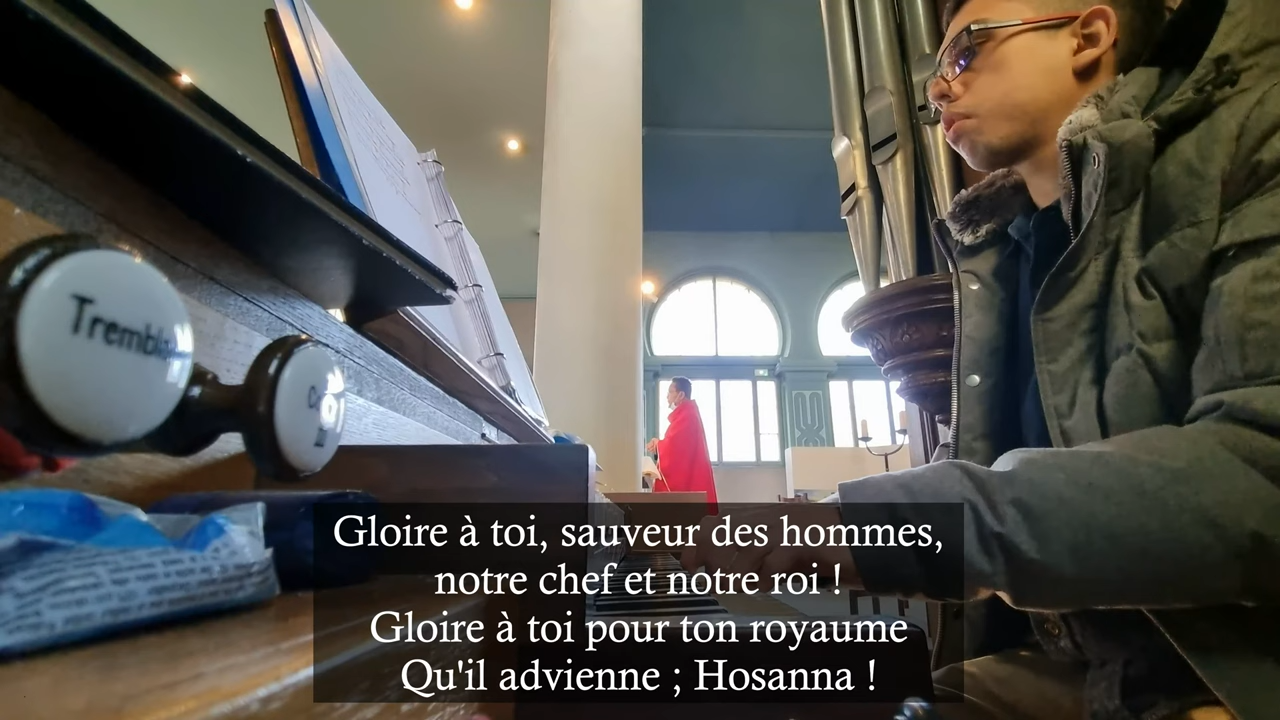 Gloire à toi, sauveur des hommes,
notre chef et notre roi !
Gloire à toi pour ton royaume
Qu'il advienne ; Hosanna !